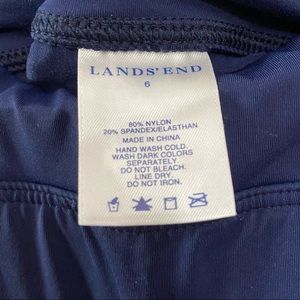 LANDS' END
6
80% NYLON
20% SPANDEX/ELASTHAN
MADE IN CHINA
HAND WASH COLD.
WASH DARK COLORS
SEPARATELY.
DO NOT BLEACH.
LINE DRY.
DO NOT IRON.